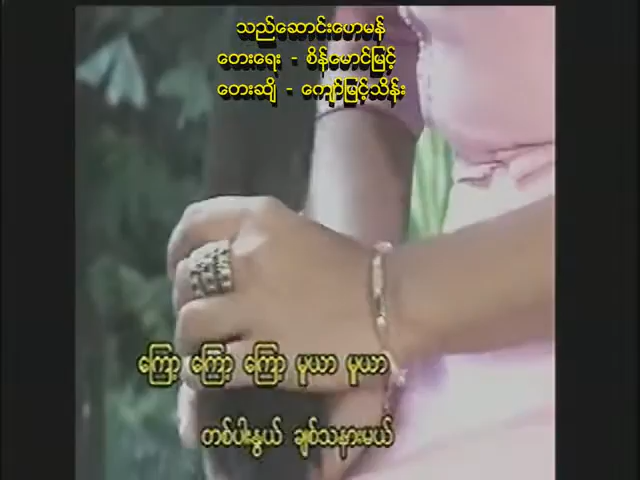 သည်ဆောင်းဟေမန်
တေးရေး - စိန်မောင်မြင့်
တေးဆို - ကျော်မြင့်သိန်း
ကြော့ ကြော့ ကြော့ မူယာ မူယာ
တစ်ပါးနွယ် ချစ်သနားမယ်